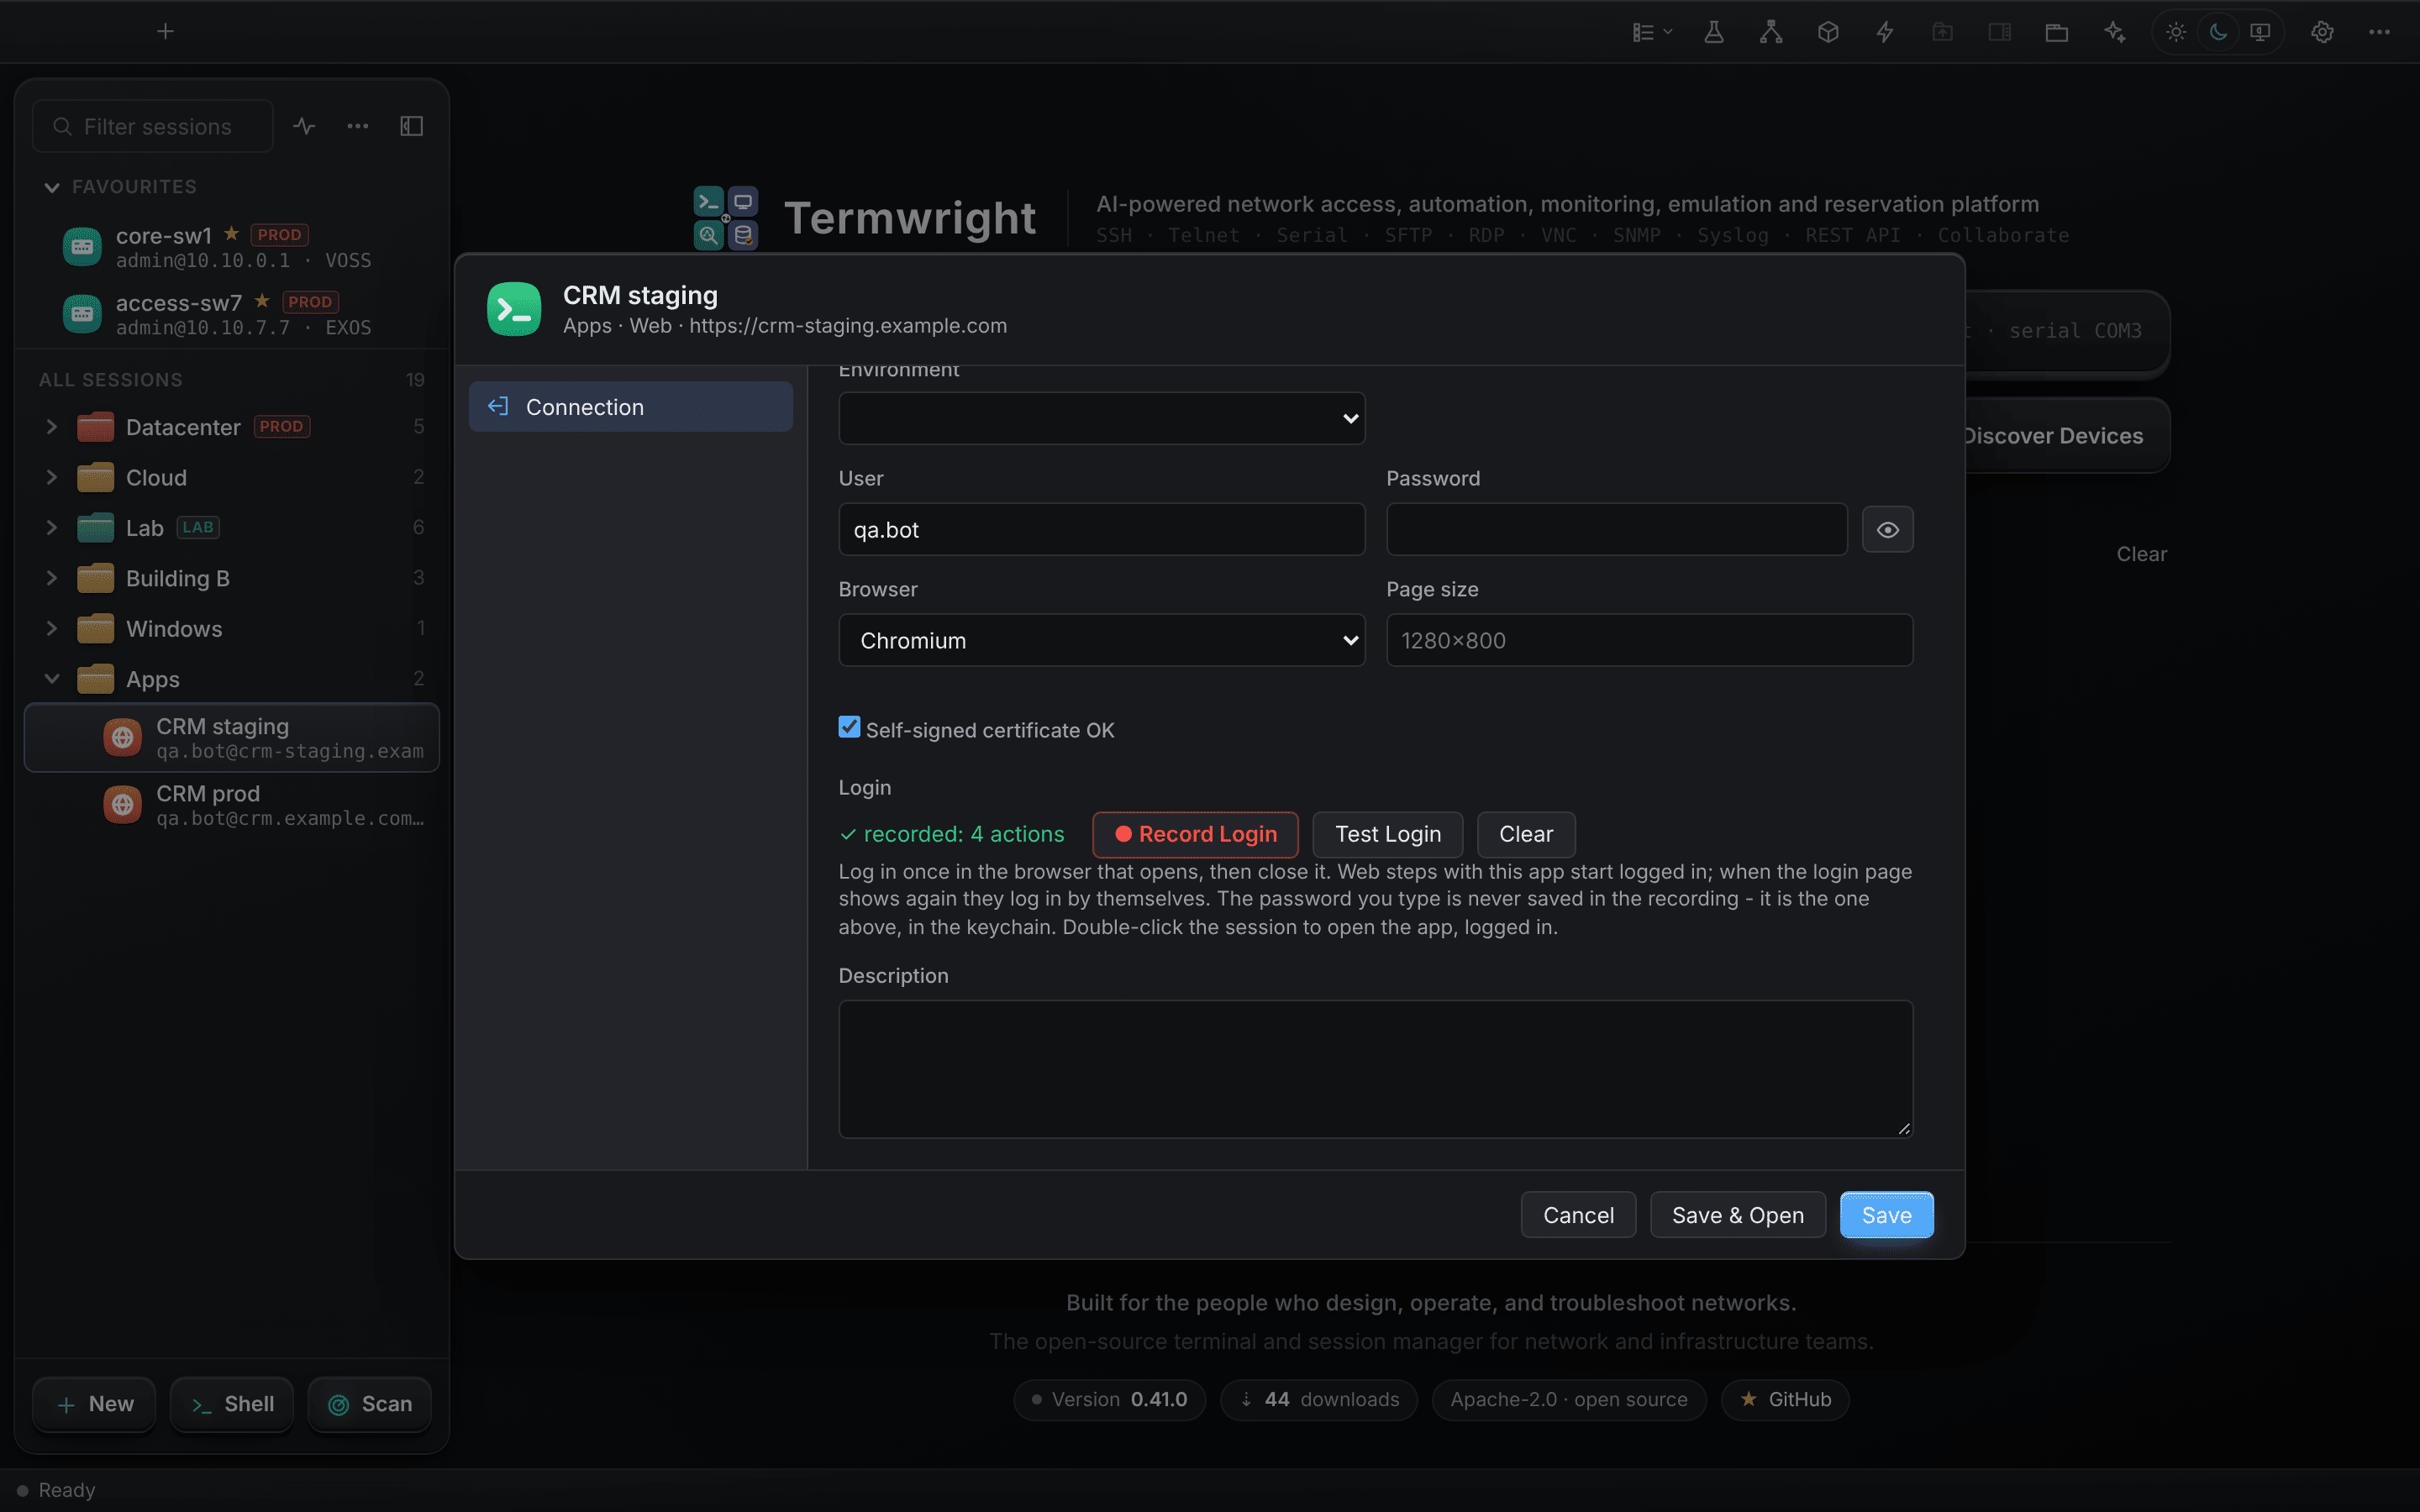 Filter sessions
FAVOURITES
core-sw1 ★ PROD
admin@10.10.0.1 · VOSS
access-sw7 ★ PROD
admin@10.10.7.7 · EXOS
ALL SESSIONS 19
Datacenter PROD 5
Cloud 2
Lab LAB 6
Building B 3
Windows 1
Apps 2
CRM staging
qa.bot@crm-staging.exam
CRM prod
qa.bot@crm.example.com…
New
Shell
Scan
Ready
Termwright
AI-powered network access, automation, monitoring, emulation and reservation platform
SSH · Telnet · Serial · SFTP · RDP · VNC · SNMP · Syslog · REST API · Collaborate
· serial COM3
Discover Devices
Clear
CRM staging
Apps · Web · https://crm-staging.example.com
Connection
Environment
User
Password
qa.bot
Browser
Page size
Chromium
1280×800
Self-signed certificate OK
Login
✓ recorded: 4 actions
Record Login
Test Login
Clear
Log in once in the browser that opens, then close it. Web steps with this app start logged in; when the login page
shows again they log in by themselves. The password you type is never saved in the recording - it is the one
above, in the keychain. Double-click the session to open the app, logged in.
Description
Cancel
Save & Open
Save
Built for the people who design, operate, and troubleshoot networks.
The open-source terminal and session manager for network and infrastructure teams.
Version 0.41.0
↓ 44 downloads
Apache-2.0 · open source
★ GitHub